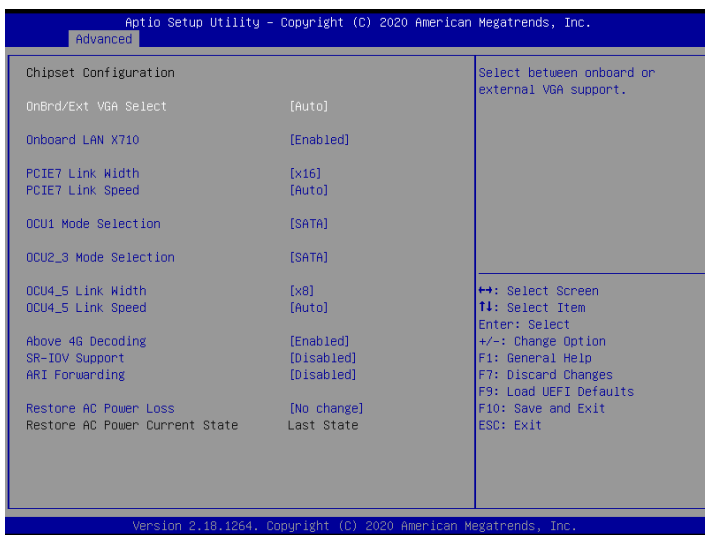 Aptio Setup Utility – Copyright (C) 2020 American Megatrends, Inc.
Advanced
Chipset Configuration
OnBrd/Ext VGA Select [Auto]
Onboard LAN X710 [Enabled]
PCIE7 Link Width [x16]
PCIE7 Link Speed [Auto]
OCU1 Mode Selection [SATA]
OCU2_3 Mode Selection [SATA]
OCU4_5 Link Width [x8]
OCU4_5 Link Speed [Auto]
Above 4G Decoding [Enabled]
SR-IOV Support [Disabled]
ARI Forwarding [Disabled]
Restore AC Power Loss [No change]
Restore AC Power Current State Last State
Select between onboard or
external VGA support.
↔: Select Screen
↑↓: Select Item
Enter: Select
+/-: Change Option
F1: General Help
F7: Discard Changes
F9: Load UEFI Defaults
F10: Save and Exit
ESC: Exit
Version 2.18.1264. Copyright (C) 2020 American Megatrends, Inc.